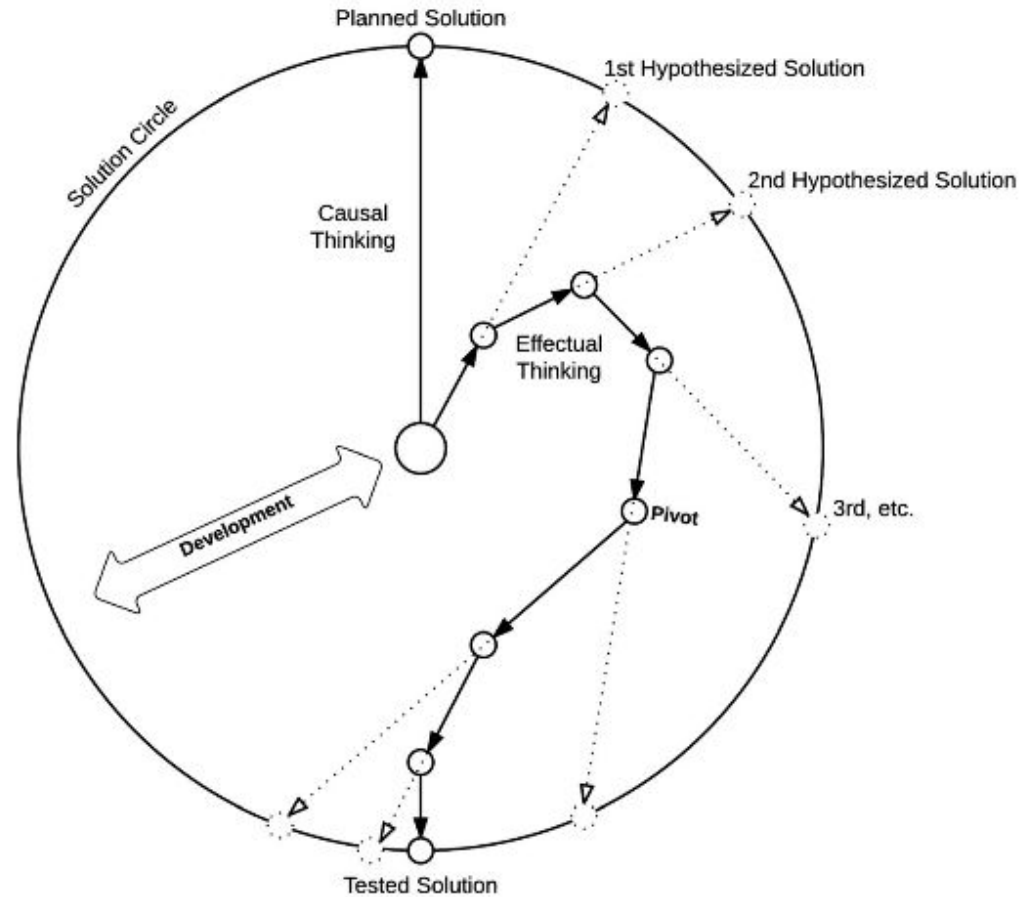 Planned Solution
1st Hypothesized Solution
Solution Circle
2nd Hypothesized Solution
Causal
Thinking
Effectual
Thinking
Development
Pivot
3rd, etc.
Tested Solution